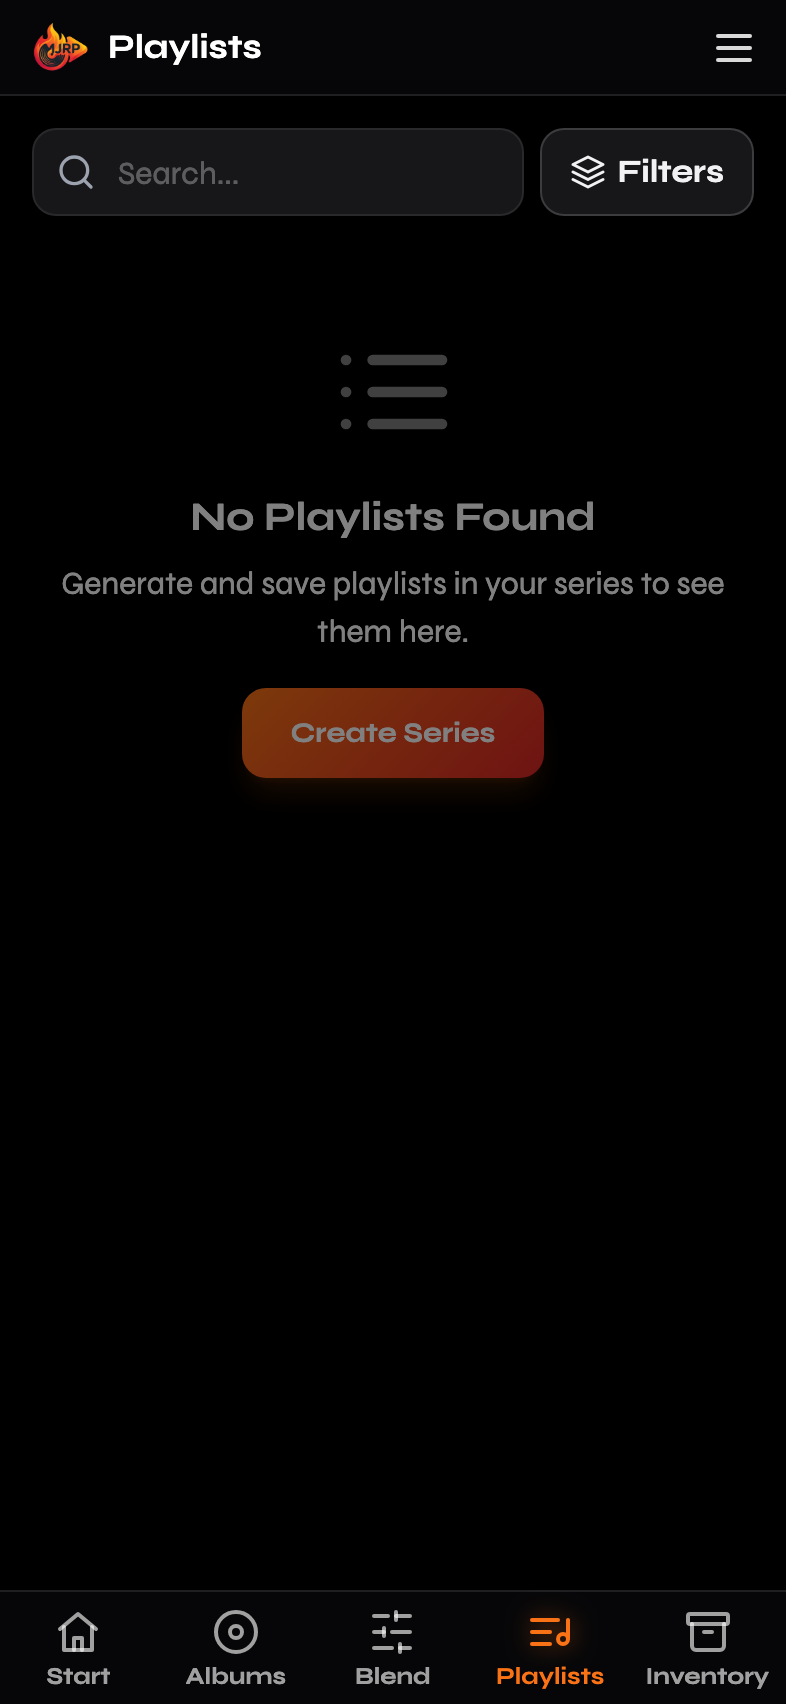 MJRP
Playlists
Search...
Filters
No Playlists Found
Generate and save playlists in your series to see
them here.
Create Series
Start
Albums
Blend
Playlists
Inventory